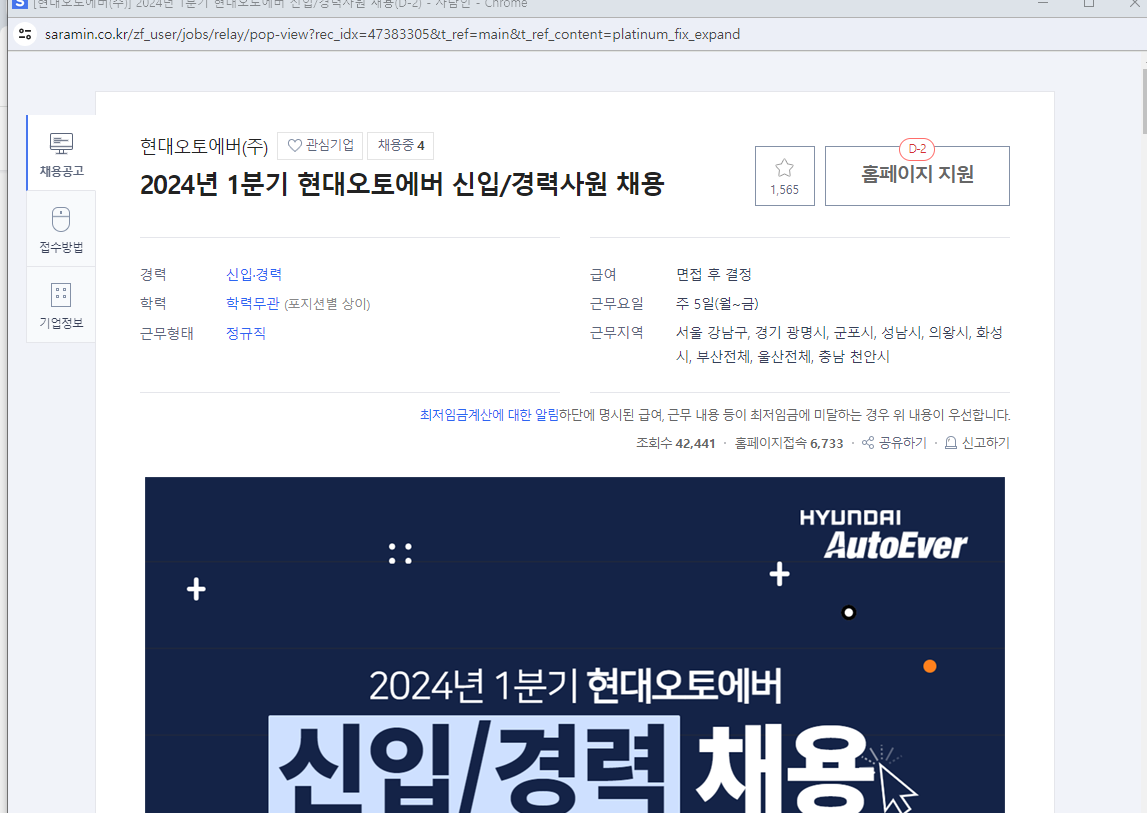 [현대오토에버(주)] 2024년 1분기 현대오토에버 신입/경력사원 채용(D-2) - 사람인 - Chrome
saramin.co.kr/zf_user/jobs/relay/pop-view?rec_idx=47383305&t_ref=main&t_ref_content=platinum_fix_expand
채용공고
접수방법
기업정보
현대오토에버(주) 관심기업 채용중 4
2024년 1분기 현대오토에버 신입/경력사원 채용
1,565
D-2
홈페이지 지원
경력 신입·경력
학력 학력무관 (포지션별 상이)
근무형태 정규직
급여 면접 후 결정
근무요일 주 5일(월~금)
근무지역 서울 강남구, 경기 광명시, 군포시, 성남시, 의왕시, 화성
시, 부산전체, 울산전체, 충남 천안시
최저임금계산에 대한 알림하단에 명시된 급여, 근무 내용 등이 최저임금에 미달하는 경우 위 내용이 우선합니다.
조회수 42,441 · 홈페이지접속 6,733 · 공유하기 · 신고하기
HYUNDAI
AutoEver
2024년 1분기 현대오토에버
신입/경력 채용